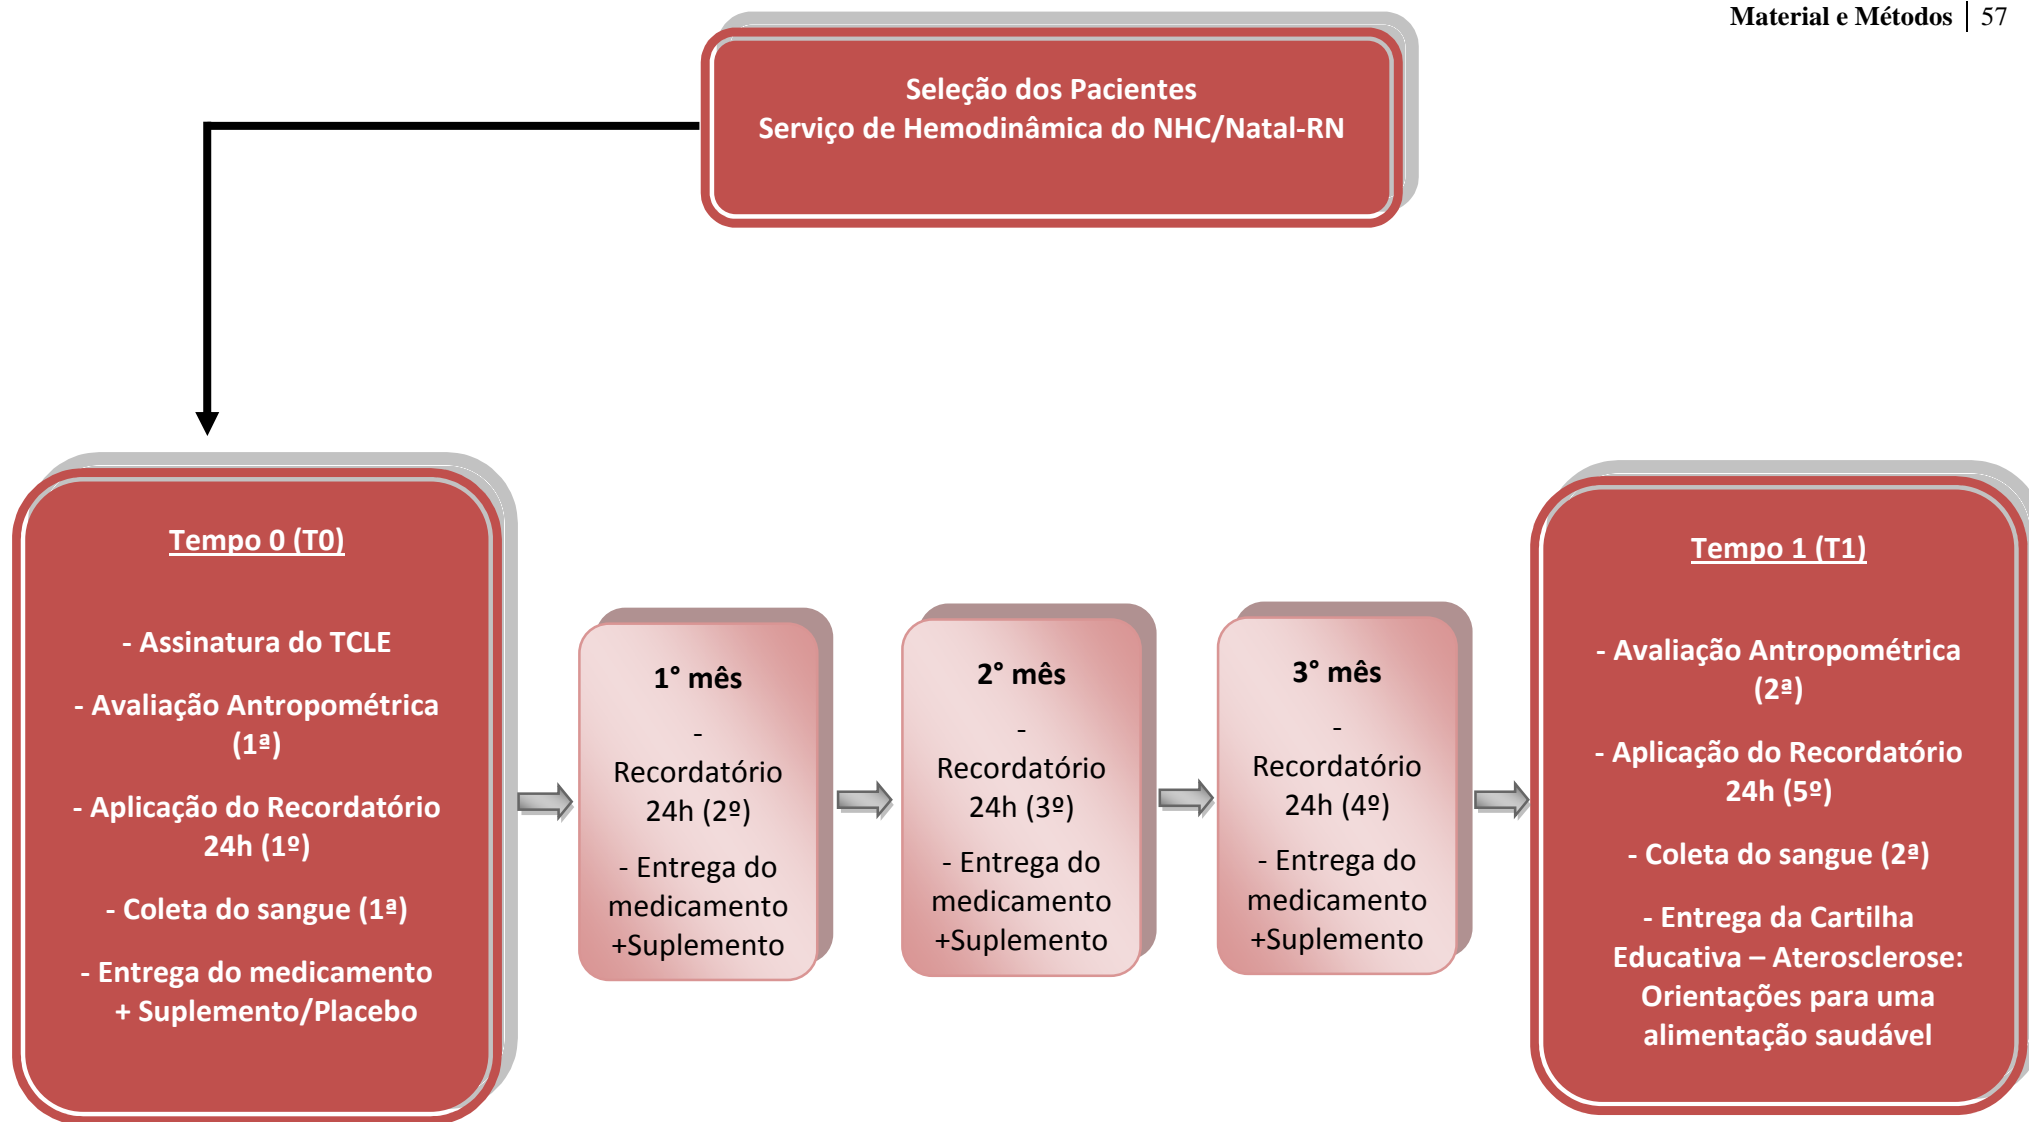 Material e Métodos | 57
Seleção dos Pacientes
Serviço de Hemodinâmica do NHC/Natal-RN
Tempo 0 (T0)
- Assinatura do TCLE
- Avaliação Antropométrica
(1ª)
- Aplicação do Recordatório
24h (1º)
- Coleta do sangue (1ª)
- Entrega do medicamento
+ Suplemento/Placebo
1° mês
-
Recordatório
24h (2º)
- Entrega do
medicamento
+Suplemento
2° mês
-
Recordatório
24h (3º)
- Entrega do
medicamento
+Suplemento
3° mês
-
Recordatório
24h (4º)
- Entrega do
medicamento
+Suplemento
Tempo 1 (T1)
- Avaliação Antropométrica
(2ª)
- Aplicação do Recordatório
24h (5º)
- Coleta do sangue (2ª)
- Entrega da Cartilha
Educativa – Aterosclerose:
Orientações para uma
alimentação saudável